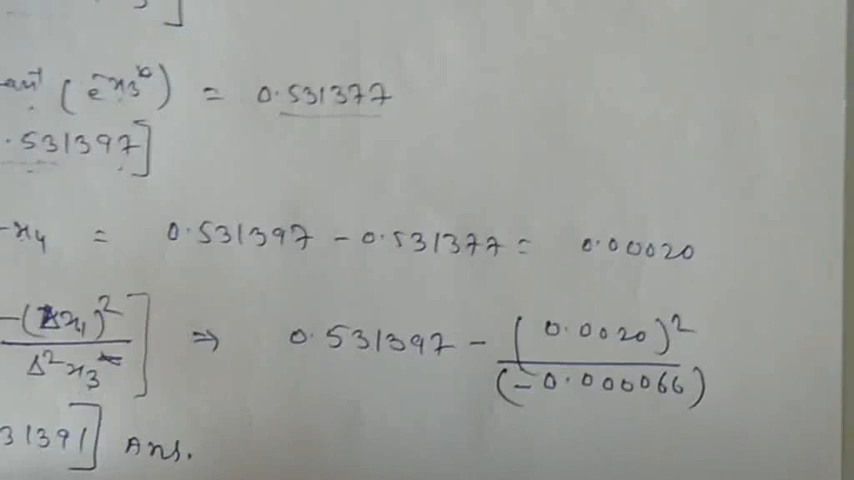 (e^-x3) = 0.531377
.531397]
-x4 = 0.531397 - 0.531377 = 0.00020
-(Δx4)^2 / Δ^2x3] ⇒ 0.531397 - (0.0020)^2 / (-0.000066)
31391] Ans.